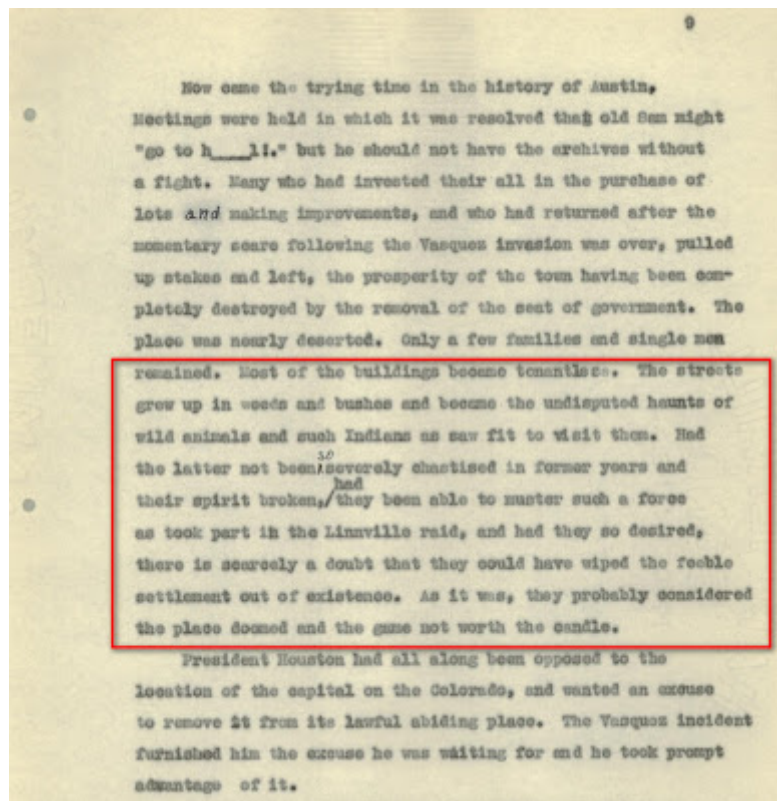 9
Now came the trying time in the history of Austin,
Meetings were held in which it was resolved that old Sam might
"go to h____ll." but he should not have the archives without
a fight. Many who had invested their all in the purchase of
lots and making improvements, and who had returned after the
momentary scare following the Vasquez invasion was over, pulled
up stakes and left, the prosperity of the town having been com-
pletely destroyed by the removal of the seat of government. The
place was nearly deserted. Only a few families and single men
remained. Most of the buildings became tenantless. The streets
grew up in weeds and bushes and became the undisputed haunts of
wild animals and such Indians as saw fit to visit them. Had
the latter not been so severely chastised in former years and
their spirit broken, / had they been able to muster such a force
as took part in the Linnville raid, and had they so desired,
there is scarcely a doubt that they could have wiped the feeble
settlement out of existence. As it was, they probably considered
the place doomed and the game not worth the candle.
President Houston had all along been opposed to the
location of the capital on the Colorado, and wanted an excuse
to remove it from its lawful abiding place. The Vasquez incident
furnished him the excuse he was waiting for and he took prompt
advantage of it.